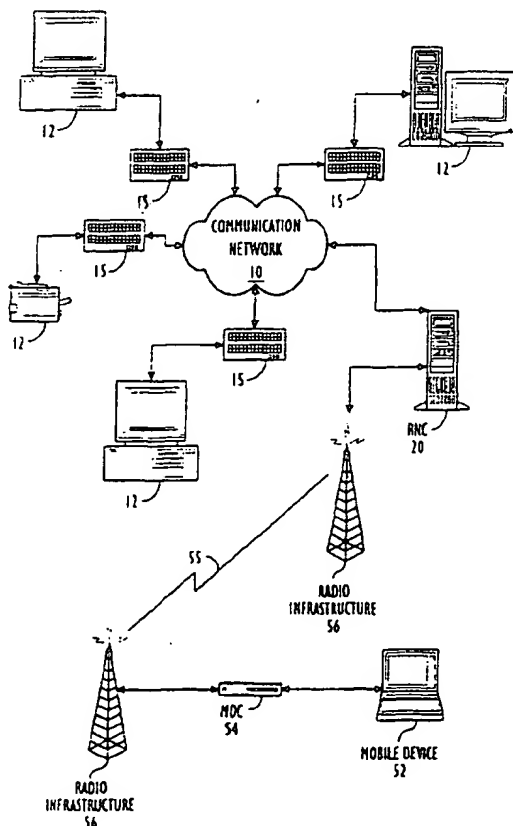 12
12
15
15
15
COMMUNICATION
NETWORK
10
12
15
RNC
20
12
55
RADIO
INFRASTRUCTURE
56
MDC
54
MOBILE DEVICE
52
RADIO
INFRASTRUCTURE
56